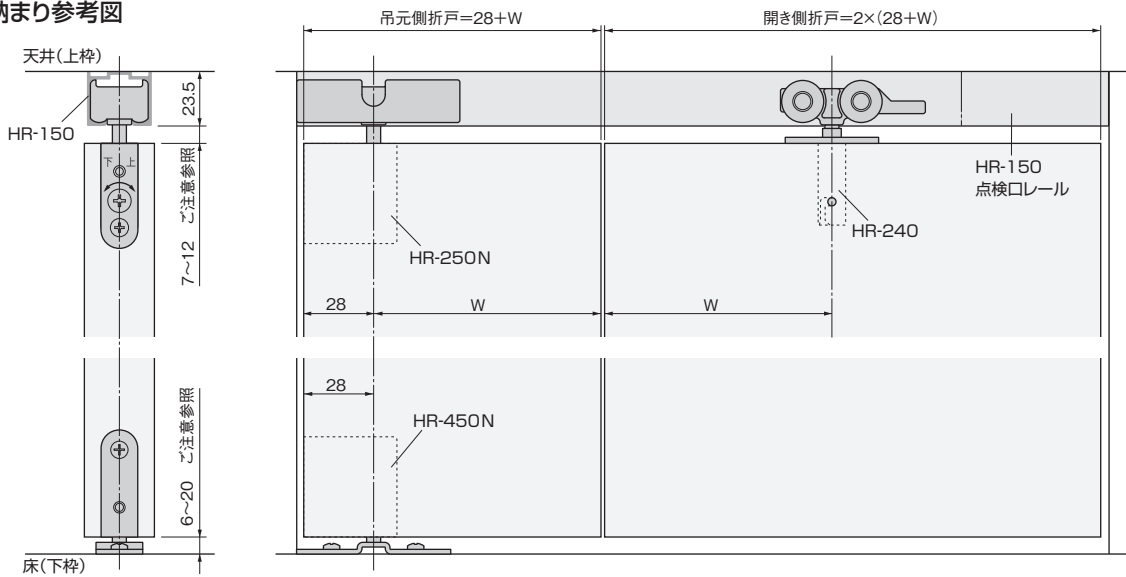 納まり参考図
天井(上枠)
HR-150
23.5
7〜12 ご注意参照
下 上
6〜20 ご注意参照
床(下枠)
吊元側折戸=28+W
開き側折戸=2×(28+W)
HR-150
点検口レール
HR-240
HR-250N
28
W
W
28
HR-450N